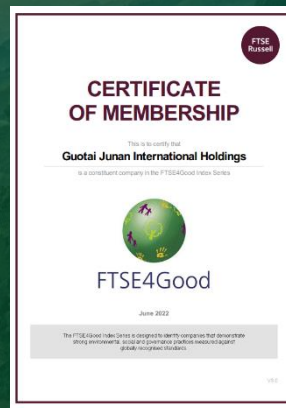 FTSE
Russell
CERTIFICATE
OF MEMBERSHIP
This is to certify that
Guotai Junan International Holdings
is a constituent company in the FTSE4Good Index Series
FTSE4Good
June 2022
The FTSE4Good Index Series is designed to identify companies that demonstrate
strong environmental, social and governance practices measured against
globally recognised standards.